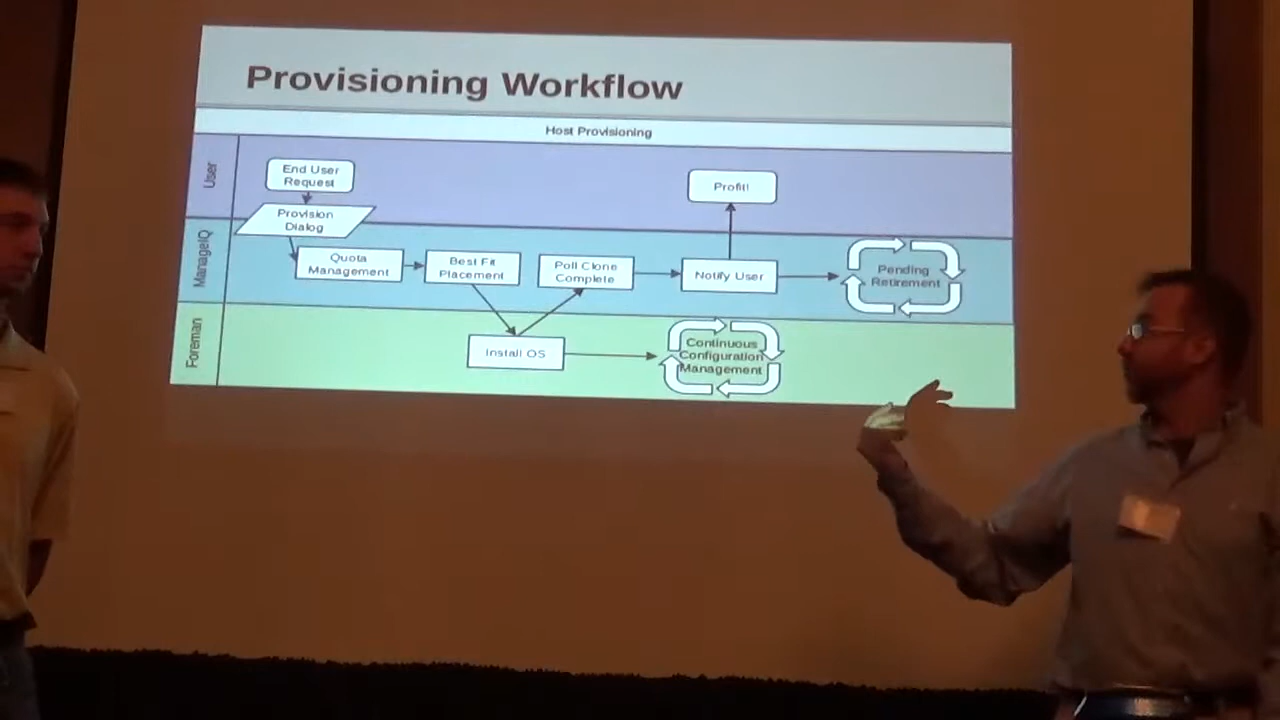 Provisioning Workflow
Host Provisioning
User
End User
Request
Profit!
Provision
Dialog
ManageIQ
Quota
Management
Best Fit
Placement
Poll Clone
Complete
Notify User
Pending
Retirement
Foreman
Install OS
Continuous
Configuration
Management